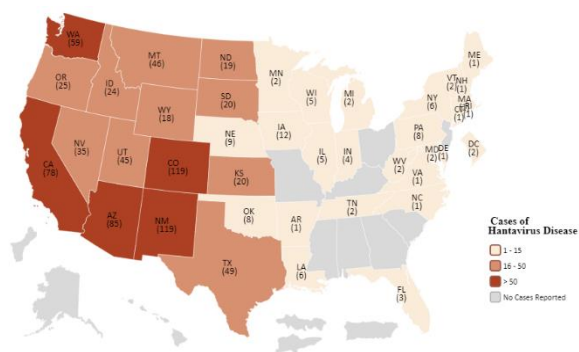 WA
(59)
MT
(46)
ND
(19)
MN
(2)
ME
(1)
OR
(25)
ID
(24)
SD
(20)
WI
(5)
MI
(2)
VT
(2)
NH
(1)
NY
(6)
MA
WY
(18)
IA
(12)
NE
(9)
PA
(8)
NV
(35)
UT
(45)
CO
(119)
KS
(20)
IL
(5)
IN
(4)
WV
(2)
MD
(2)
DE
(1)
DC
(2)
VA
(1)
CA
(78)
AZ
(85)
NM
(119)
OK
(8)
AR
(1)
TN
(2)
NC
(1)
TX
(49)
LA
(6)
FL
(3)
Cases of
Hantavirus Disease
1 - 15
16 - 50
> 50
No Cases Reported